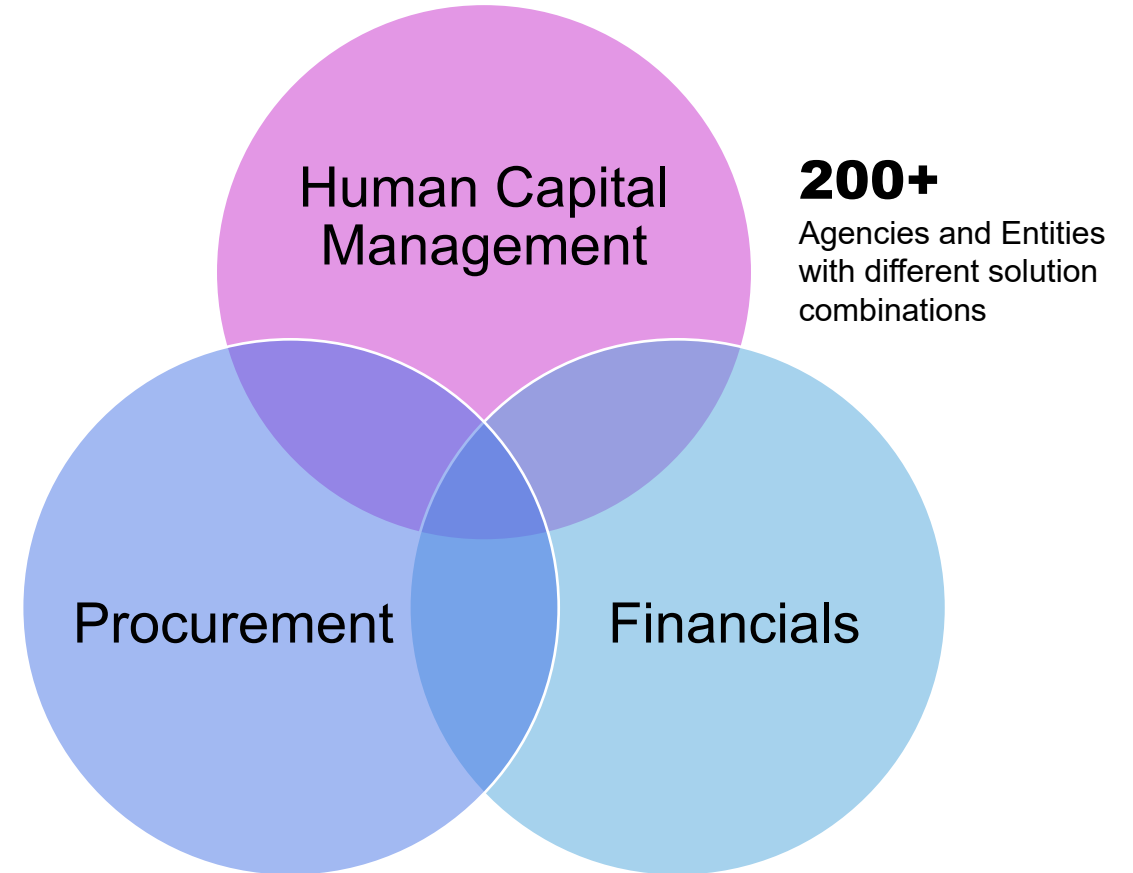 Human Capital
Management
200+
Agencies and Entities
with different solution
combinations
Procurement
Financials